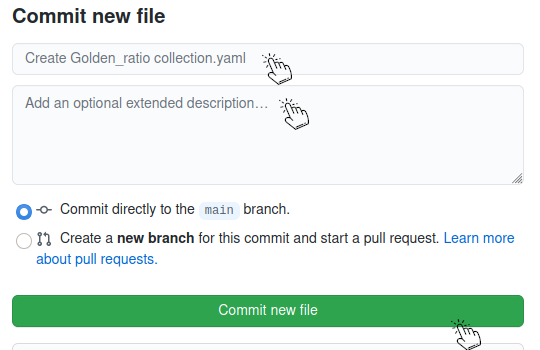 Commit new file
Create Golden_ratio collection.yaml
Add an optional extended description…
Commit directly to the main branch.
Create a new branch for this commit and start a pull request. Learn more
about pull requests.
Commit new file